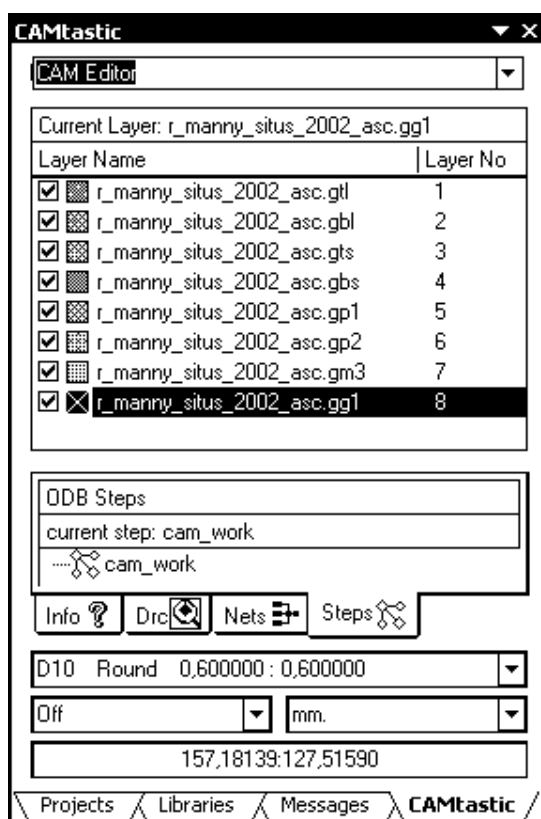 CAMtastic
CAM Editor
Current Layer: r_manny_situs_2002_asc.gg1
Layer Name Layer No
r_manny_situs_2002_asc.gtl 1
r_manny_situs_2002_asc.gbl 2
r_manny_situs_2002_asc.gts 3
r_manny_situs_2002_asc.gbs 4
r_manny_situs_2002_asc.gp1 5
r_manny_situs_2002_asc.gp2 6
r_manny_situs_2002_asc.gm3 7
r_manny_situs_2002_asc.gg1 8
ODB Steps
current step: cam_work
cam_work
Info Drc Nets Steps
D10 Round 0,600000 : 0,600000
Off mm.
157,18139:127,51590
Projects Libraries Messages CAMtastic